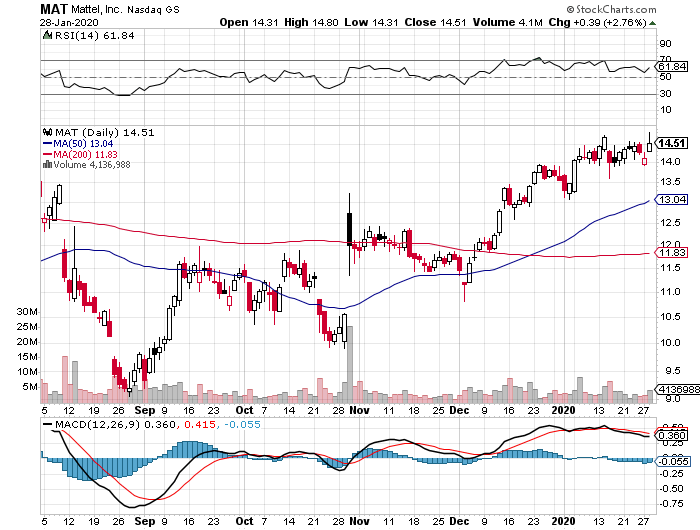 MAT Mattel, Inc. Nasdaq GS © StockCharts.com
28-Jan-2020 Open 14.31 High 14.80 Low 14.31 Close 14.51 Volume 4.1M Chg +0.39 (+2.76%)
RSI(14) 61.84
90
70
61.84
50
30
10
MAT (Daily) 14.51
MA(50) 13.04
MA(200) 11.83
Volume 4,136,988
14.51
14.0
13.5
13.04
12.5
12.0
11.83
11.5
11.0
10.5
10.0
9.5
4136988
9.0
30M
25M
20M
15M
10M
5M
5 12 19 26 Sep 9 16 23 Oct 7 14 21 28 Nov 11 18 25 Dec 9 16 23 2020 13 21 27
MACD(12,26,9) 0.360, 0.415, -0.055
0.360
0.25
-0.055
-0.25
-0.50
-0.75
5 12 19 26 Sep 9 16 23 Oct 7 14 21 28 Nov 11 18 25 Dec 9 16 23 2020 13 21 27